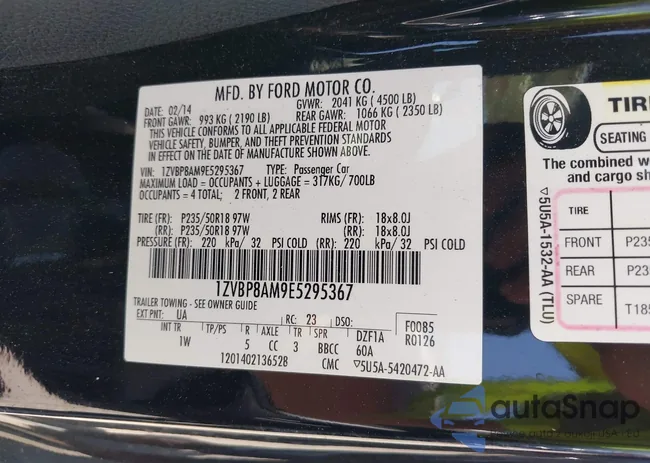 MFD. BY FORD MOTOR CO.
DATE: 02/14 GVWR: 2041 KG ( 4500 LB)
FRONT GAWR: 993 KG ( 2190 LB) REAR GAWR: 1066 KG ( 2350 LB)
THIS VEHICLE CONFORMS TO ALL APPLICABLE FEDERAL MOTOR
VEHICLE SAFETY, BUMPER, AND THEFT PREVENTION STANDARDS
IN EFFECT ON THE DATE OF MANUFACTURE SHOWN ABOVE.
VIN: 1ZVBP8AM9E5295367 TYPE: Passenger Car
MAXIMUM LOAD = OCCUPANTS + LUGGAGE = 317KG/700LB
OCCUPANTS = 4 TOTAL; 2 FRONT, 2 REAR
TIRE (FR): P235/50R18 97W RIMS (FR): 18x8.0J
(RR): P235/50R18 97W (RR): 18x8.0J
PRESSURE (FR): 220 kPa/ 32 PSI COLD (RR): 220 kPa/ 32 PSI COLD
1ZVBP8AM9E5295367
TRAILER TOWING - SEE OWNER GUIDE
EXT PNT: UA RC: 23 DSO: F0085
INT TR TP/PS R AXLE TR SPR DZF1A R0126
1W 5 CC 3 BBCC 60A
1201402136528 CMC ▽5U5A-5420472-AA
TIR
SEATING
The combined w
and cargo sh
TIRE
FRONT P235
REAR P235
SPARE T185
▽5U5A-1532-AA (TLU)
autaSnap